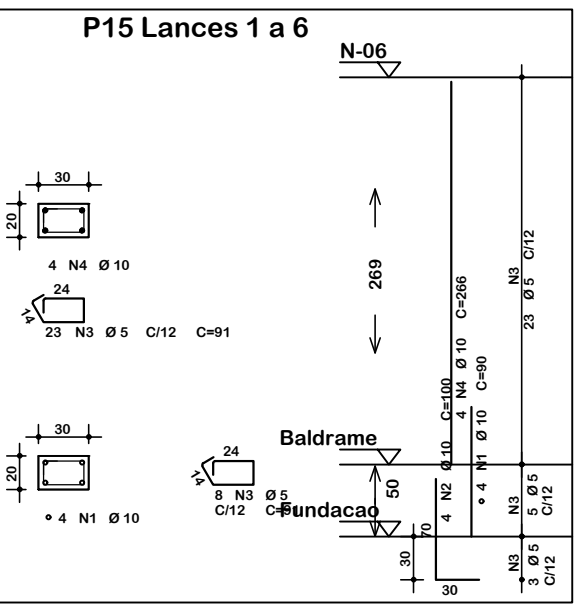 P15 Lances 1 a 6
N-06
30
20
4 N4 Ø 10
24
14
23 N3 Ø 5 C/12 C=91
269
4 N4 Ø 10 C=266
N3
23 Ø 5 C/12
30
20
4 N1 Ø 10
24
14
8 N3 Ø 5
C/12 C=91
Baldrame
50
Fundacao
4 N2 Ø 10 C=100
4 N1 Ø 10 C=90
N3
5 Ø 5
C/12
70
30
30
N3
3 Ø 5
C/12